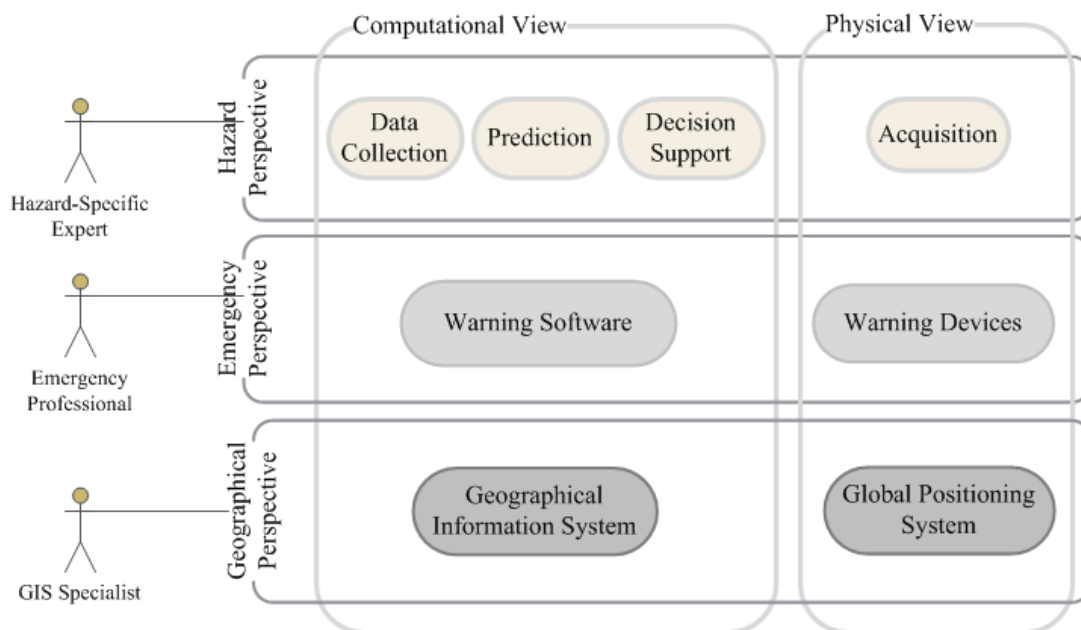 Computational View
Physical View
Hazard
Perspective
Data
Collection
Prediction
Decision
Support
Acquisition
Hazard-Specific
Expert
Emergency
Perspective
Warning Software
Warning Devices
Emergency
Professional
Geographical
Perspective
Geographical
Information System
Global Positioning
System
GIS Specialist